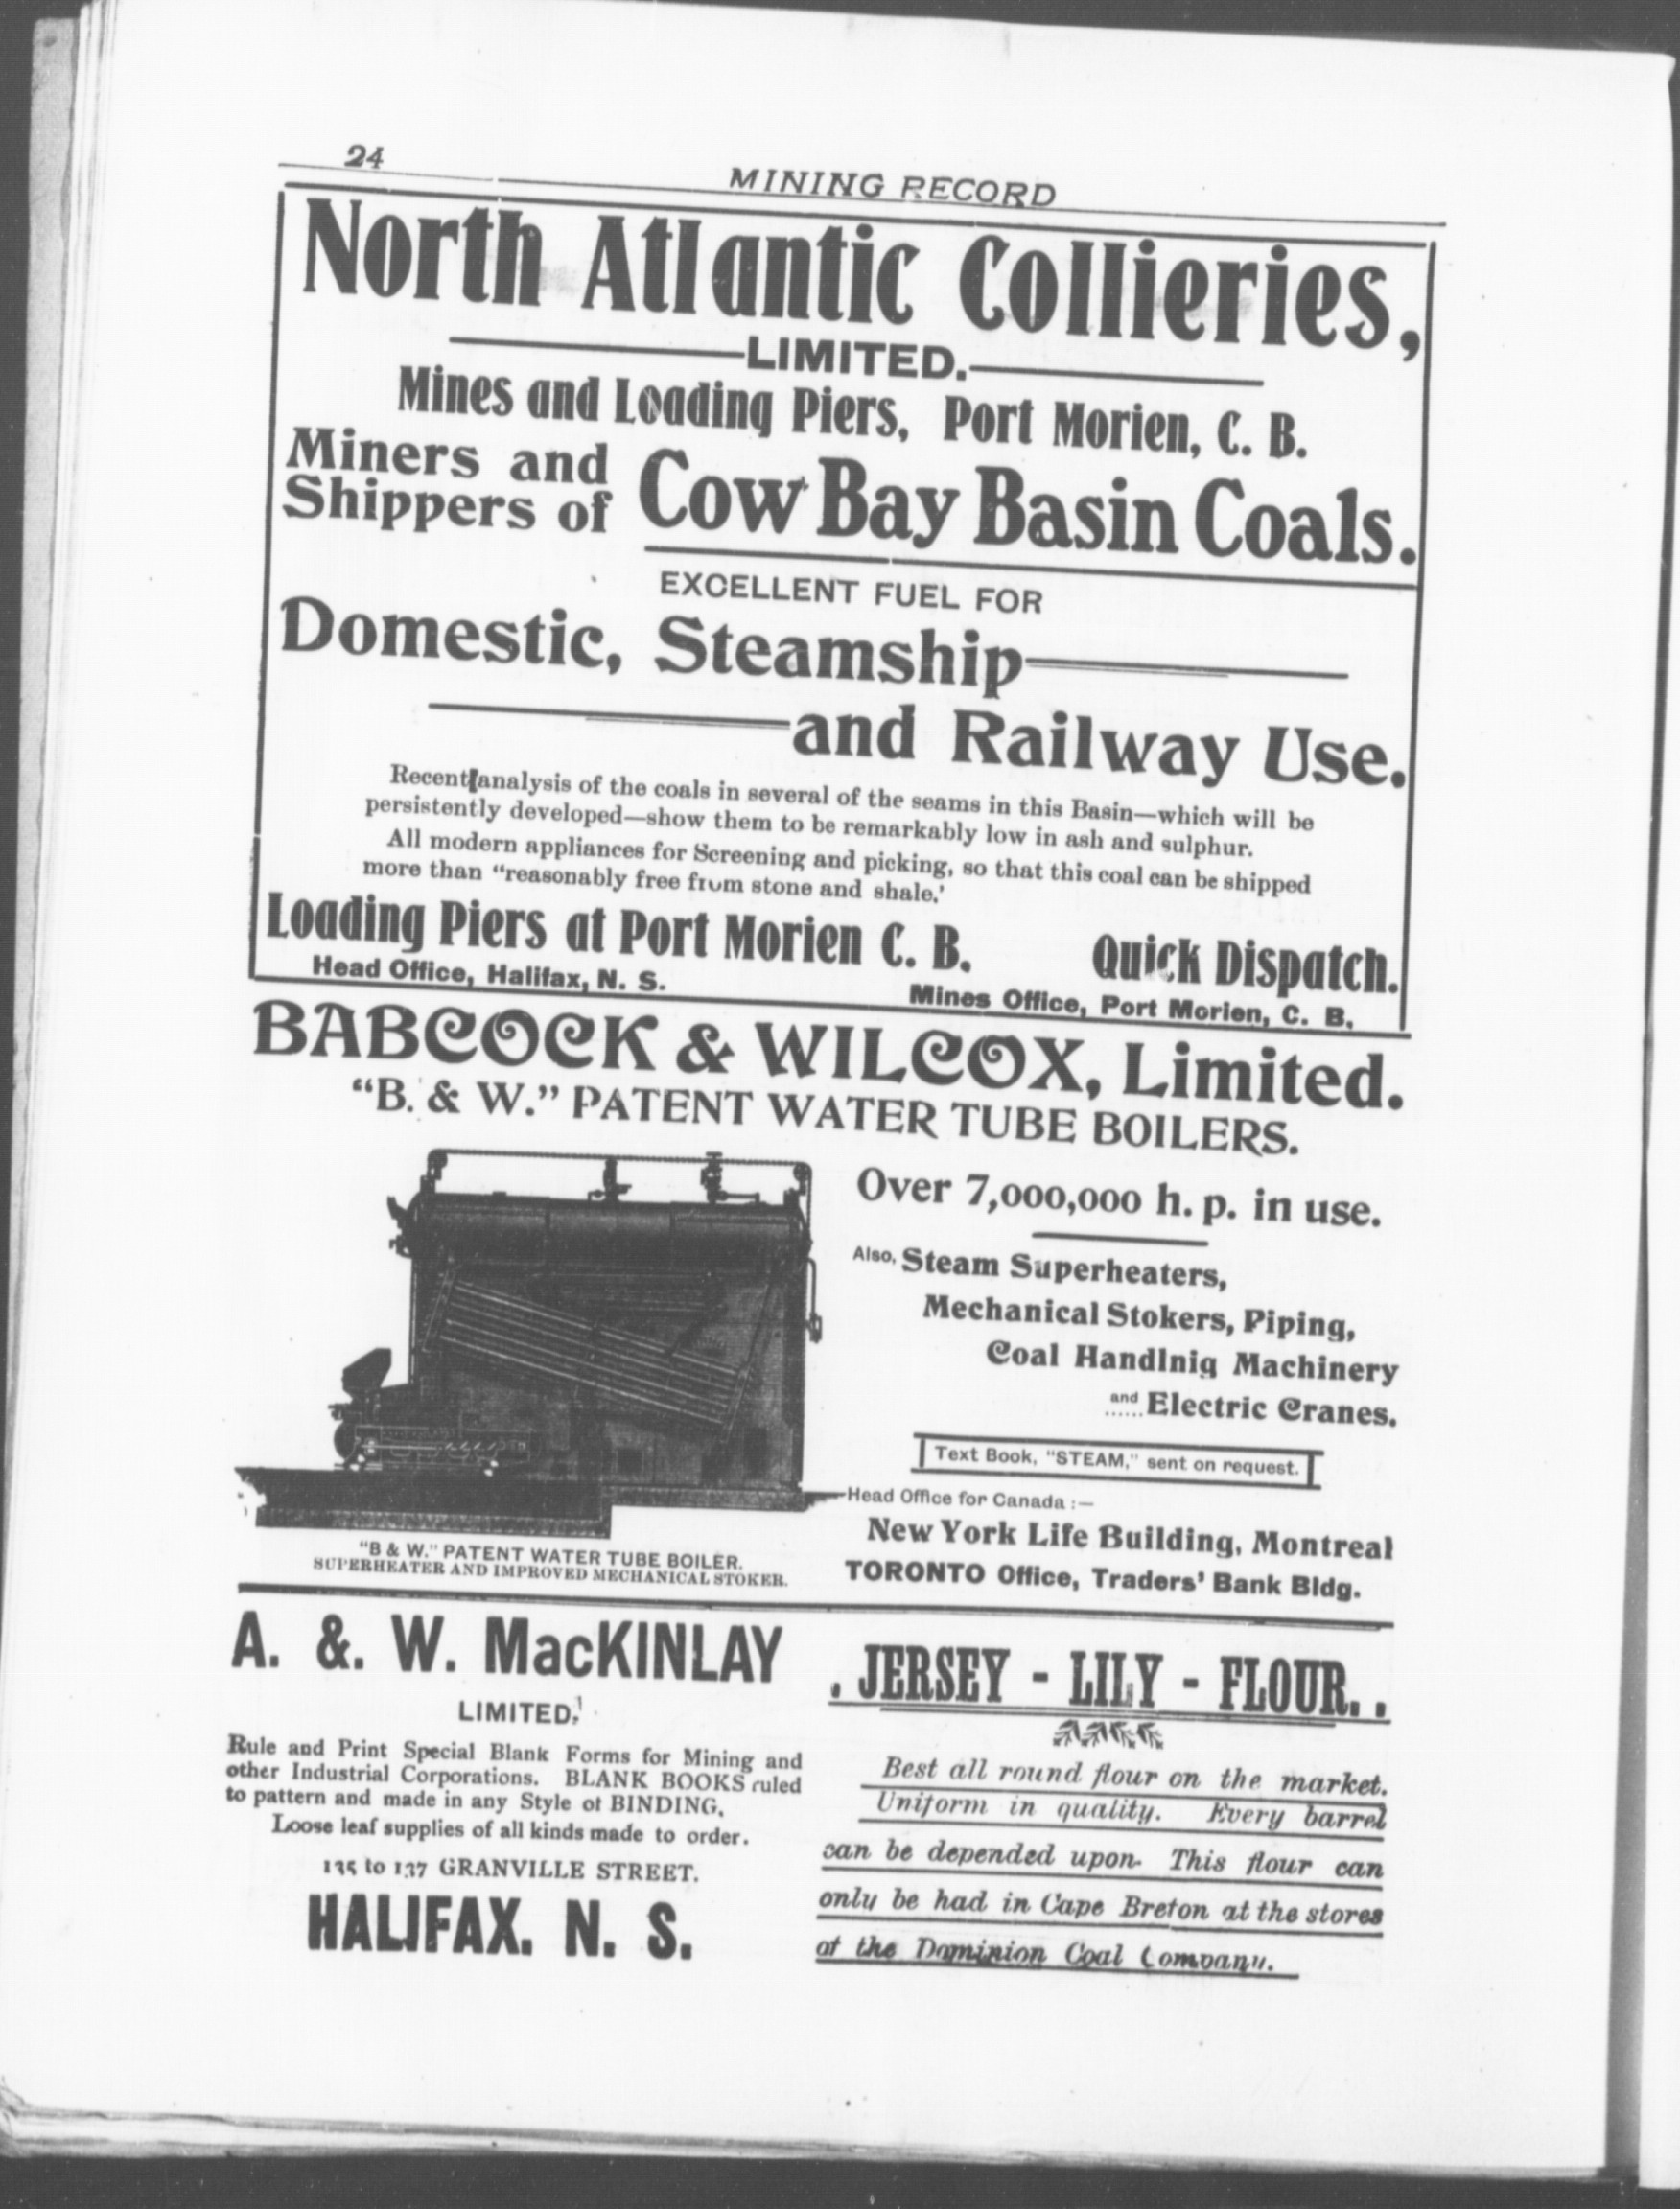 24
MINING RECORD
North Atlantic Collieries,
LIMITED.
Mines and Loading Piers, Port Morien, C. B.
Miners and
Shippers of
Cow Bay Basin Coals.
EXCELLENT FUEL FOR
Domestic, Steamship
and Railway Use.
Recent analysis of the coals in several of the seams in this Basin—which will be
persistently developed—show them to be remarkably low in ash and sulphur.
All modern appliances for Screening and picking, so that this coal can be shipped
more than "reasonably free from stone and shale.'
Loading Piers at Port Morien C. B. Quick Dispatch.
Head Office, Halifax, N. S.
Mines Office, Port Morien, C. B.
BABCOCK & WILCOX, Limited.
"B. & W." PATENT WATER TUBE BOILERS.
Over 7,000,000 h. p. in use.
Also, Steam Superheaters,
Mechanical Stokers, Piping,
Coal Handlnig Machinery
and ...... Electric Cranes.
Text Book, "STEAM," sent on request.
Head Office for Canada :—
New York Life Building, Montreal
TORONTO Office, Traders' Bank Bldg.
"B & W." PATENT WATER TUBE BOILER.
SUPERHEATER AND IMPROVED MECHANICAL STOKER.
A. &. W. MacKINLAY
LIMITED.
Rule and Print Special Blank Forms for Mining and
other Industrial Corporations. BLANK BOOKS ruled
to pattern and made in any Style of BINDING,
Loose leaf supplies of all kinds made to order.
135 to 137 GRANVILLE STREET.
HALIFAX. N. S.
. JERSEY - LILY - FLOUR. .
Best all round flour on the market.
Uniform in quality. Every barrel
can be depended upon. This flour can
only be had in Cape Breton at the stores
of the Dominion Coal Company.